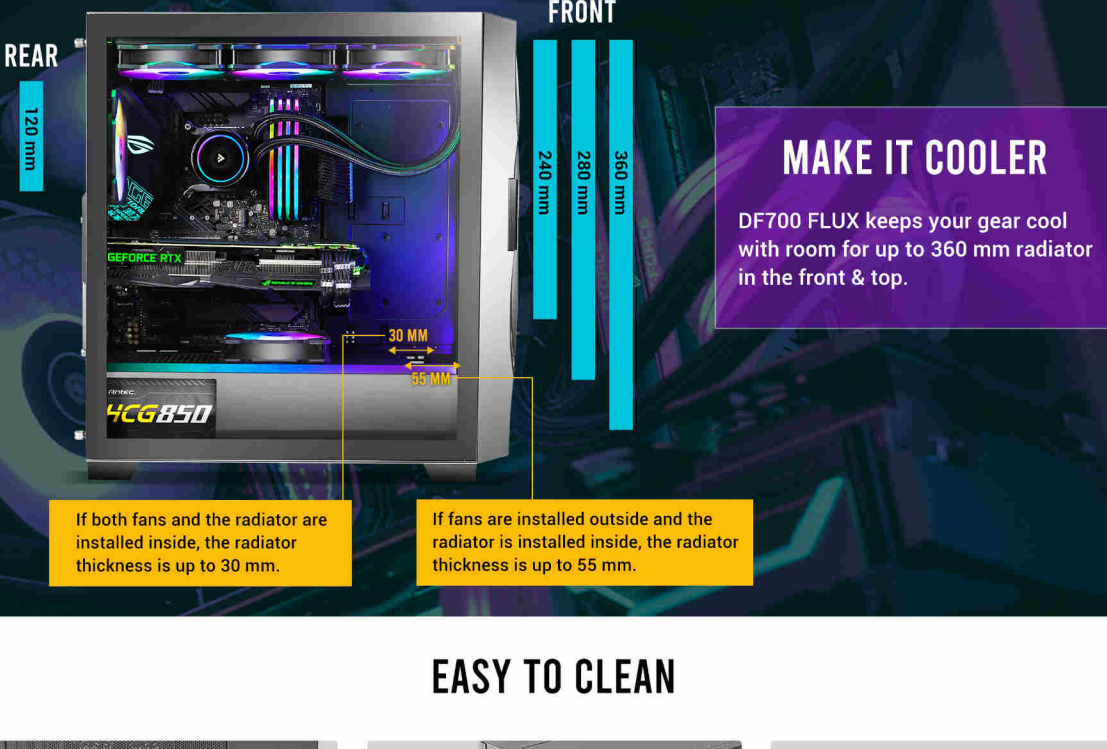 FRONT
REAR
120 mm
240 mm
280 mm
360 mm
MAKE IT COOLER
DF700 FLUX keeps your gear cool
with room for up to 360 mm radiator
in the front & top.
GEFORCE RTX
30 MM
55 MM
Antec
4CG850
If both fans and the radiator are
installed inside, the radiator
thickness is up to 30 mm.
If fans are installed outside and the
radiator is installed inside, the radiator
thickness is up to 55 mm.
EASY TO CLEAN